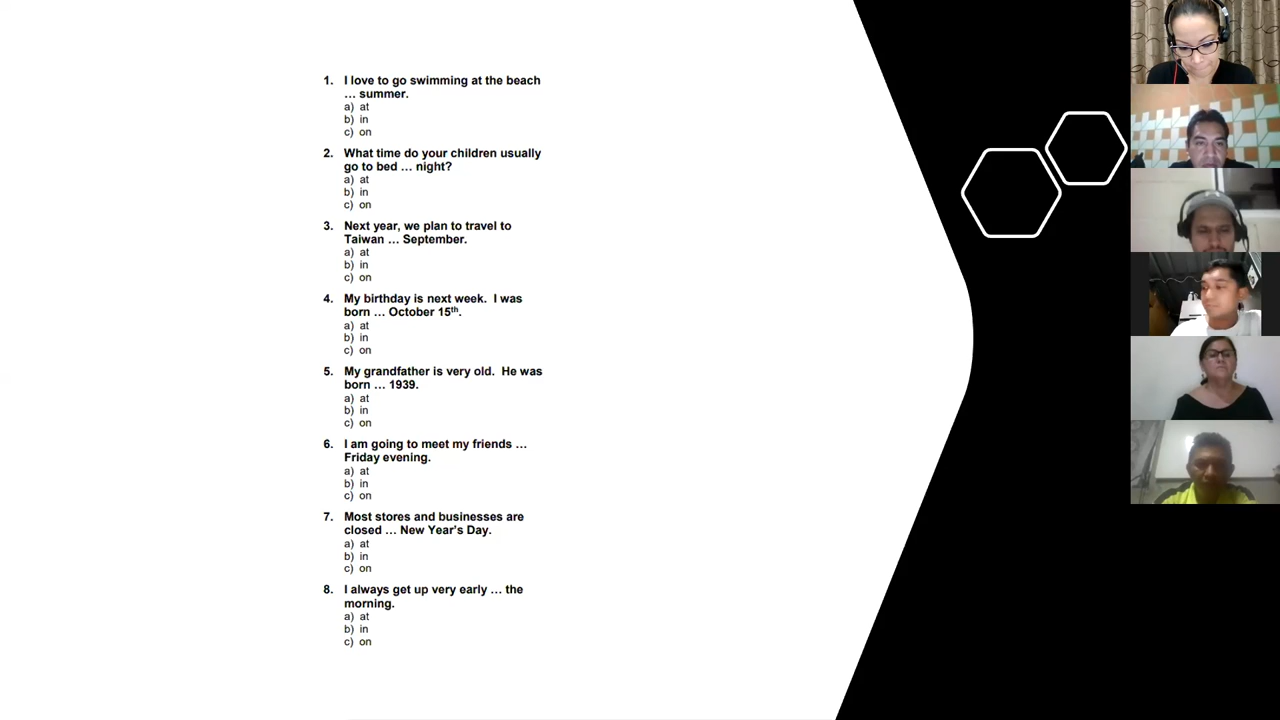 1. I love to go swimming at the beach
… summer.
a) at
b) in
c) on
2. What time do your children usually
go to bed … night?
a) at
b) in
c) on
3. Next year, we plan to travel to
Taiwan … September.
a) at
b) in
c) on
4. My birthday is next week. I was
born … October 15th.
a) at
b) in
c) on
5. My grandfather is very old. He was
born … 1939.
a) at
b) in
c) on
6. I am going to meet my friends …
Friday evening.
a) at
b) in
c) on
7. Most stores and businesses are
closed … New Year's Day.
a) at
b) in
c) on
8. I always get up very early … the
morning.
a) at
b) in
c) on